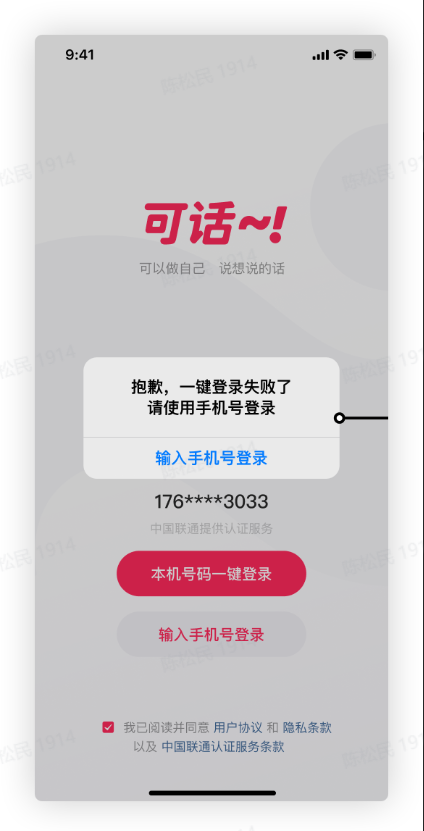 9:41
可话~!
可以做自己 说想说的话
抱歉，一键登录失败了
请使用手机号登录
输入手机号登录
176****3033
中国联通提供认证服务
本机号码一键登录
输入手机号登录
我已阅读并同意 用户协议 和 隐私条款
以及 中国联通认证服务条款
陈松民 1914